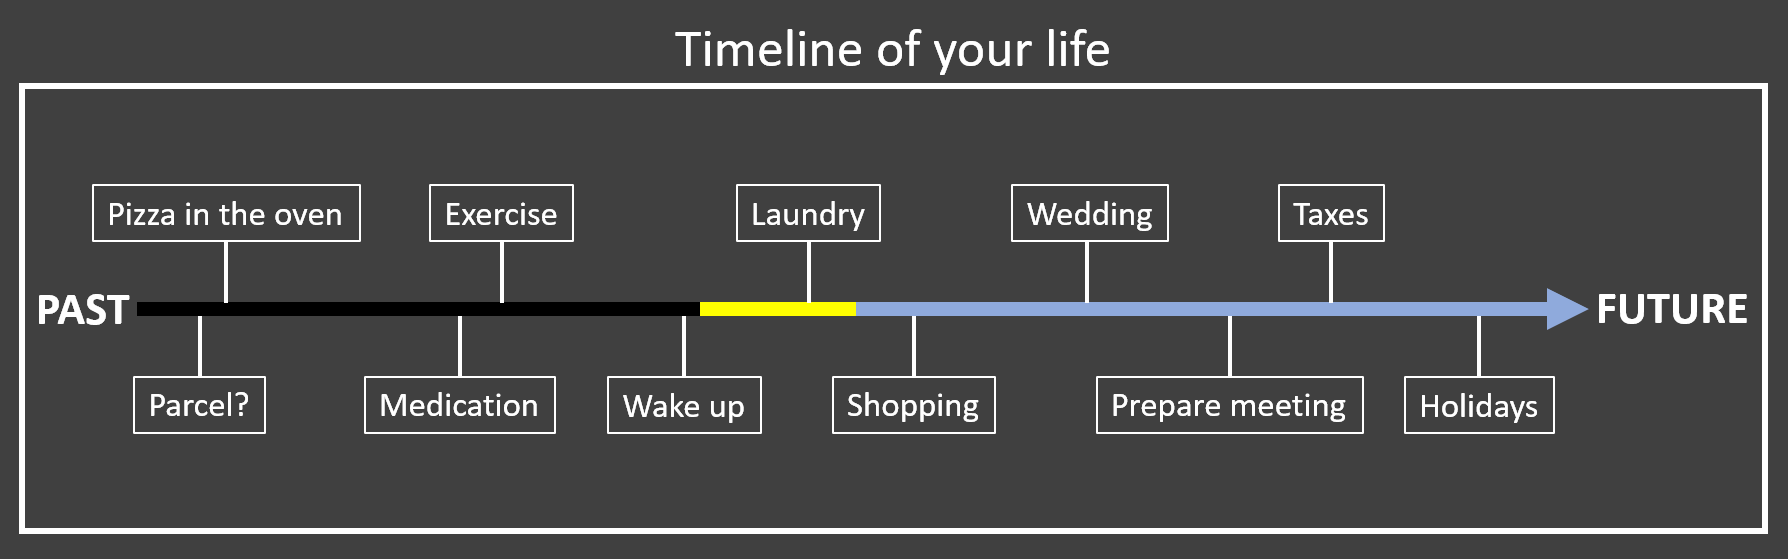 Timeline of your life
Pizza in the oven
Exercise
Laundry
Wedding
Taxes
PAST
FUTURE
Parcel?
Medication
Wake up
Shopping
Prepare meeting
Holidays